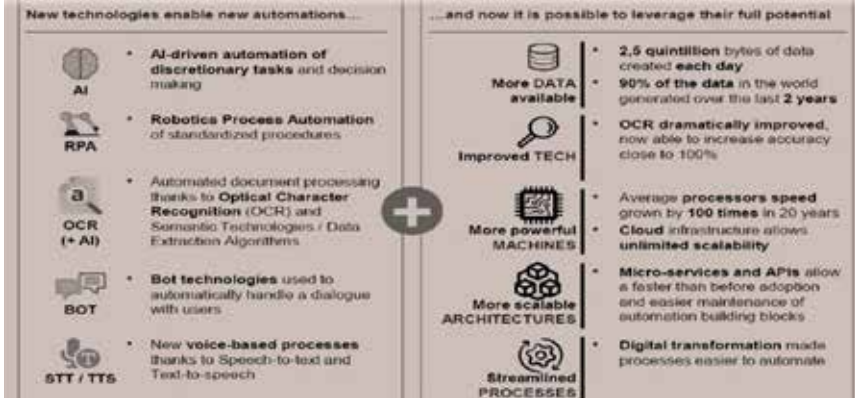 New technologies enable new automations...
AI
• AI-driven automation of
discretionary tasks and decision
making
RPA
• Robotics Process Automation
of standardized procedures
a
OCR
(+ AI)
• Automated document processing
thanks to Optical Character
Recognition (OCR) and
Semantic Technologies / Data
Extraction Algorithms
BOT
• Bot technologies used to
automatically handle a dialogue
with users
STT / TTS
• New voice-based processes
thanks to Speech-to-text and
Text-to-speech
...and now it is possible to leverage their full potential
More DATA
available
• 2,5 quintillion bytes of data
created each day
• 90% of the data in the world
generated over the last 2 years
Improved TECH
• OCR dramatically improved,
now able to increase accuracy
close to 100%
More powerful
MACHINES
• Average processors speed
grown by 100 times in 20 years
• Cloud infrastructure allows
unlimited scalability
More scalable
ARCHITECTURES
• Micro-services and APIs allow
a faster than before adoption
and easier maintenance of
automation building blocks
Streamlined
PROCESSES
• Digital transformation made
processes easier to automate